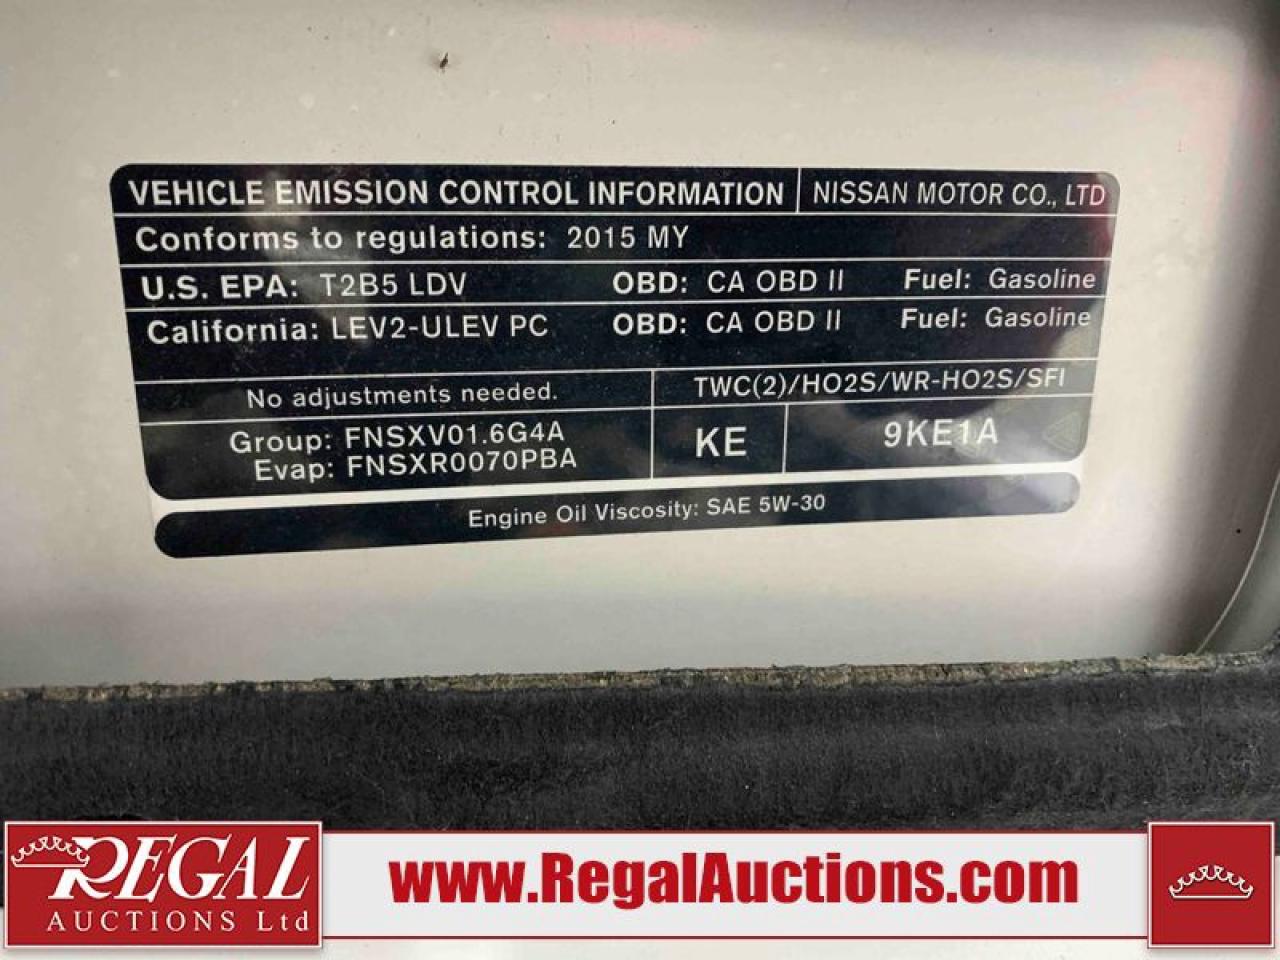 VEHICLE EMISSION CONTROL INFORMATION NISSAN MOTOR CO., LTD
Conforms to regulations: 2015 MY
U.S. EPA: T2B5 LDV OBD: CA OBD II Fuel: Gasoline
California: LEV2-ULEV PC OBD: CA OBD II Fuel: Gasoline
No adjustments needed. TWC(2)/HO2S/WR-HO2S/SFI
Group: FNSXV01.6G4A
Evap: FNSXR0070PBA
KE 9KE1A
Engine Oil Viscosity: SAE 5W-30
REGAL
AUCTIONS Ltd
www.RegalAuctions.com